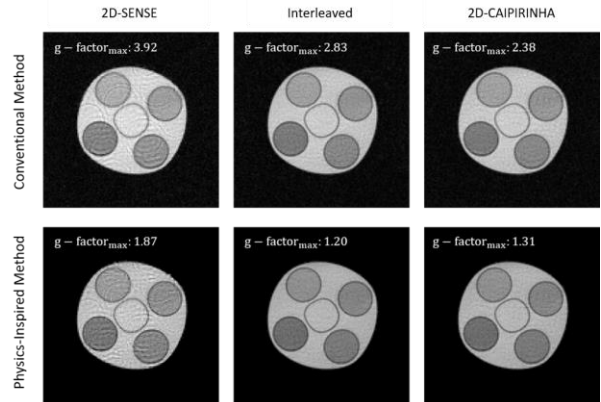 2D-SENSE
Interleaved
2D-CAIPIRINHA
Conventional Method
g − factormax: 3.92
g − factormax: 2.83
g − factormax: 2.38
Physics-Inspired Method
g − factormax: 1.87
g − factormax: 1.20
g − factormax: 1.31